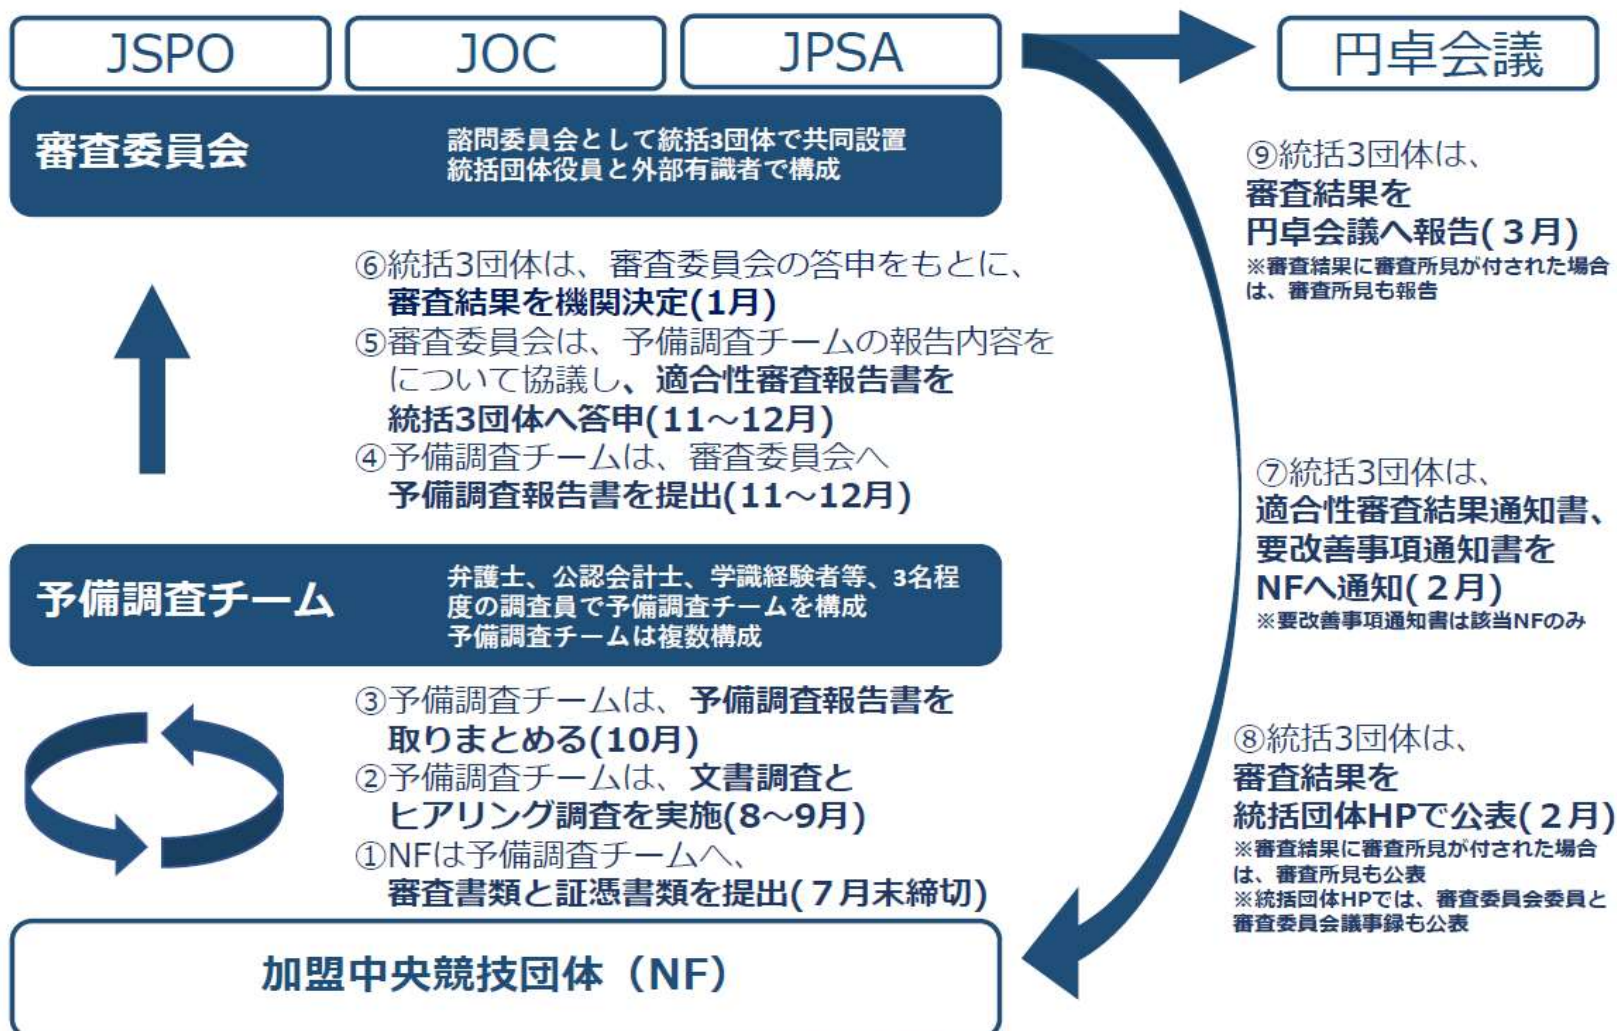 JSPO
JOC
JPSA
円卓会議
審査委員会
諮問委員会として統括3団体で共同設置
統括団体役員と外部有識者で構成
⑥統括3団体は、審査委員会の答申をもとに、
審査結果を機関決定(1月)
⑤審査委員会は、予備調査チームの報告内容を
について協議し、適合性審査報告書を
統括3団体へ答申(11～12月)
④予備調査チームは、審査委員会へ
予備調査報告書を提出(11～12月)
予備調査チーム
弁護士、公認会計士、学識経験者等、3名程
度の調査員で予備調査チームを構成
予備調査チームは複数構成
③予備調査チームは、予備調査報告書を
取りまとめる(10月)
②予備調査チームは、文書調査と
ヒアリング調査を実施(8～9月)
①NFは予備調査チームへ、
審査書類と証憑書類を提出(７月末締切)
加盟中央競技団体（NF）
⑨統括3団体は、
審査結果を
円卓会議へ報告(３月)
※審査結果に審査所見が付された場合
は、審査所見も報告
⑦統括3団体は、
適合性審査結果通知書、
要改善事項通知書を
NFへ通知(２月)
※要改善事項通知書は該当NFのみ
⑧統括3団体は、
審査結果を
統括団体HPで公表(２月)
※審査結果に審査所見が付された場合
は、審査所見も公表
※統括団体HPでは、審査委員会委員と
審査委員会議事録も公表